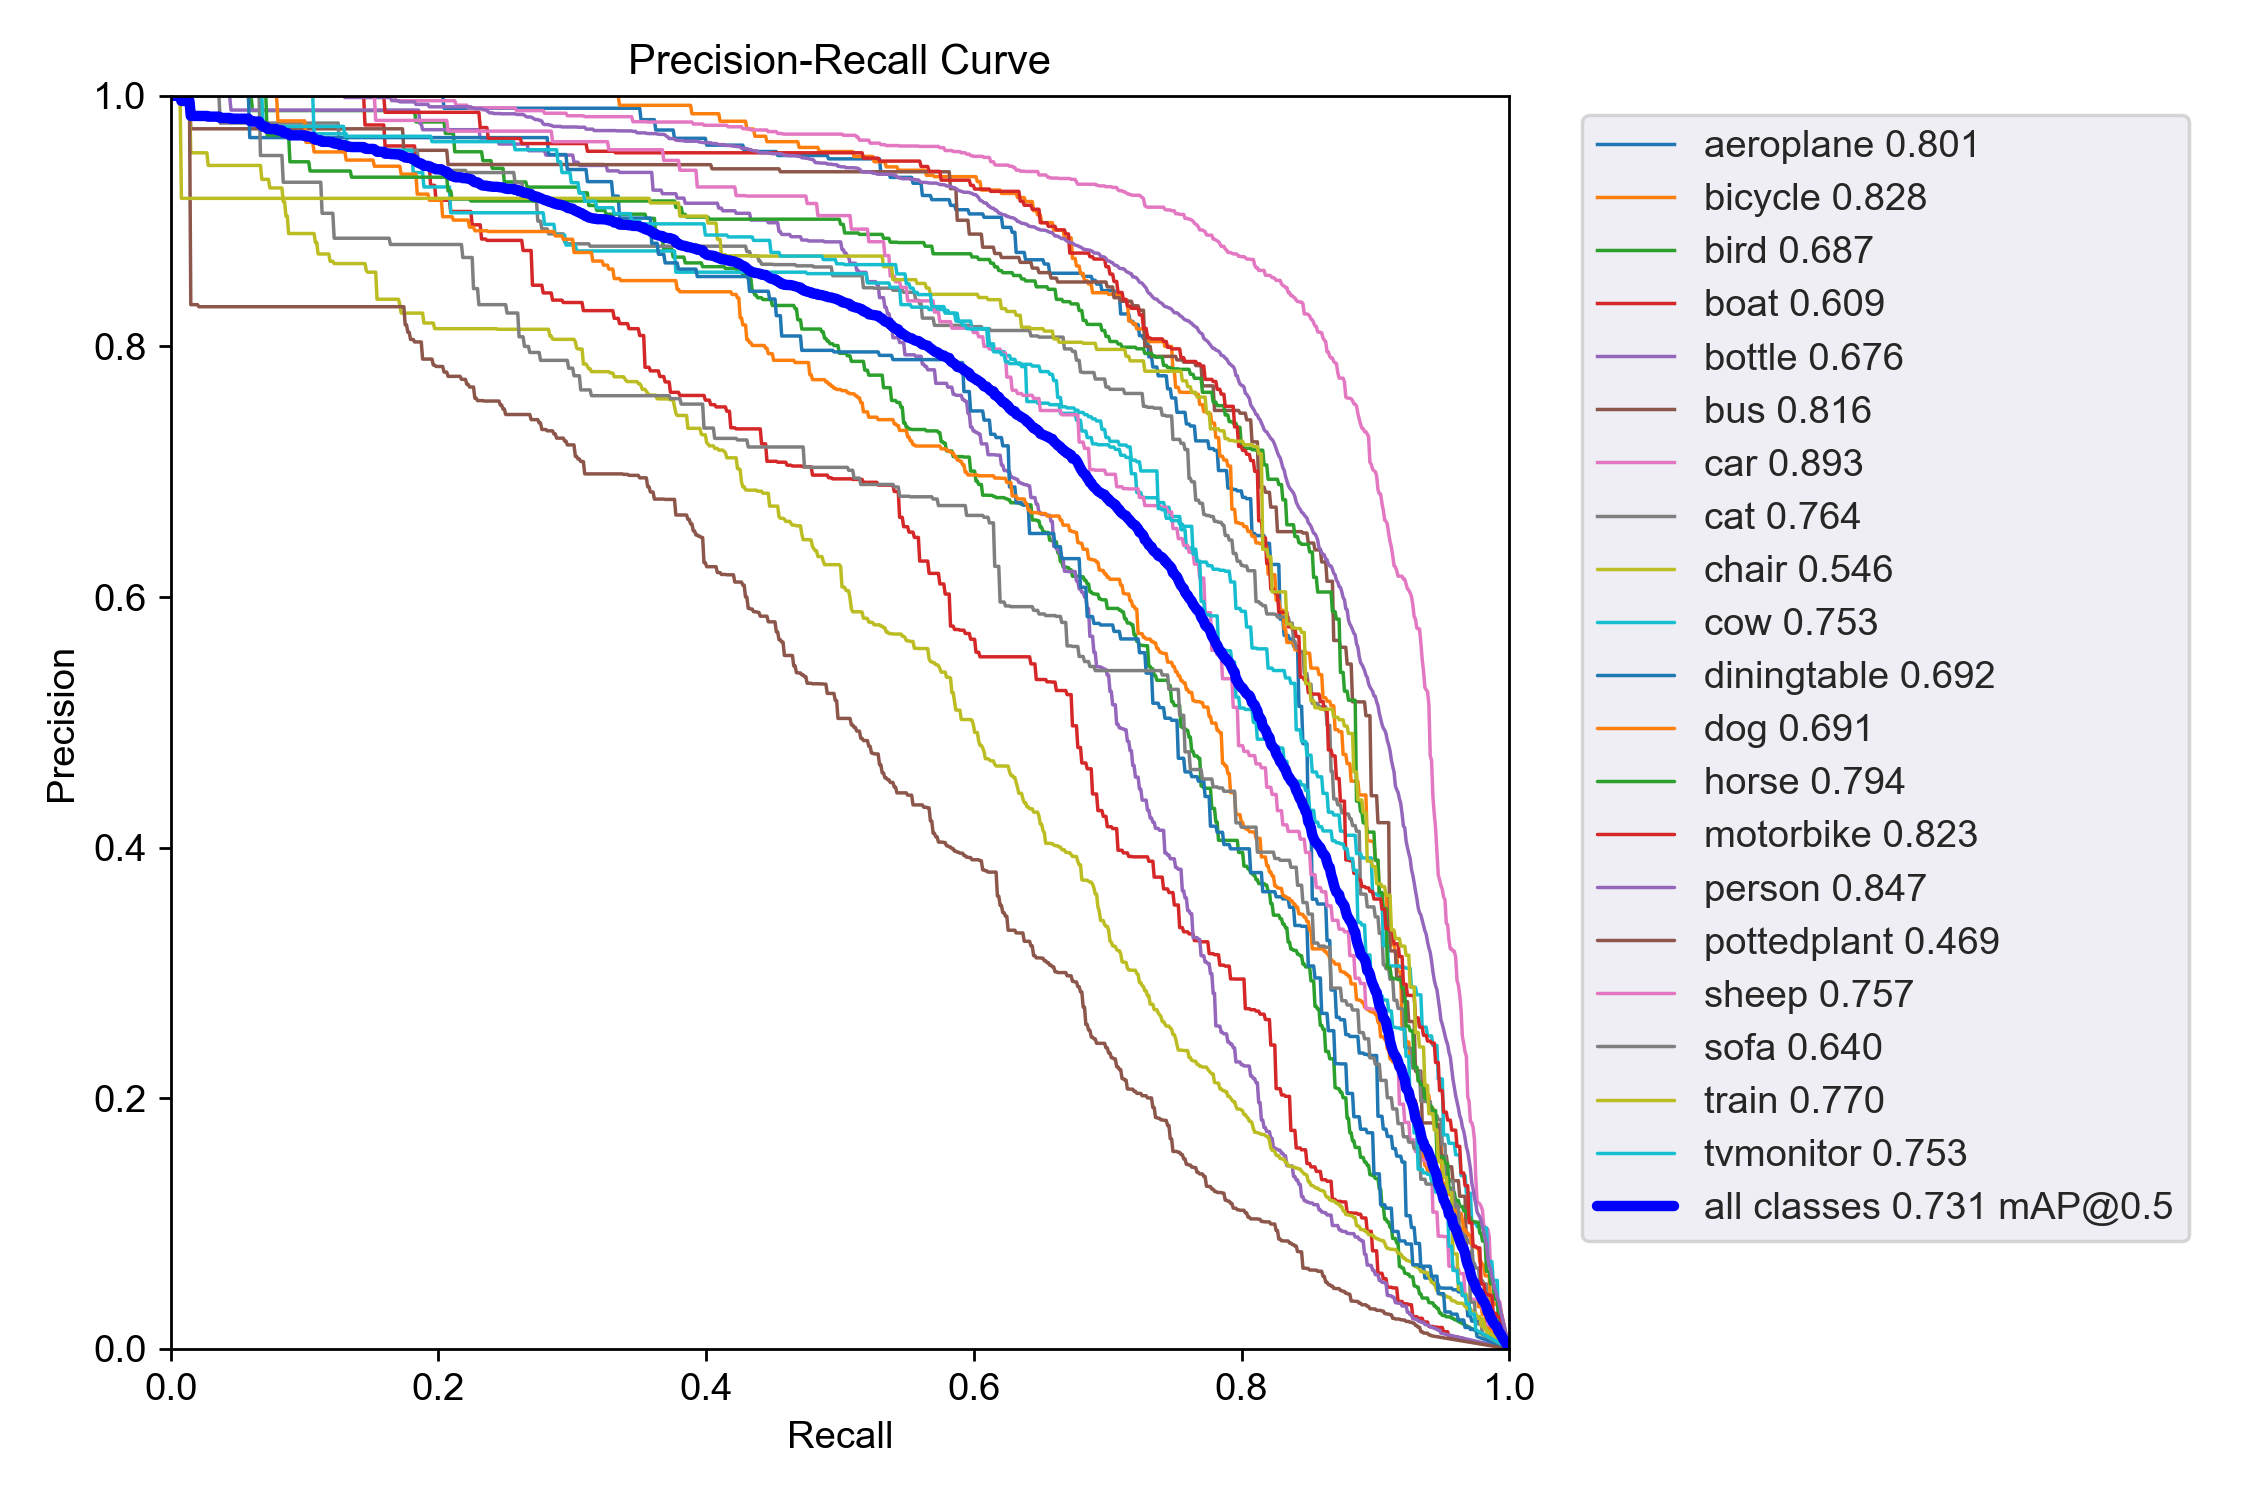 Precision-Recall Curve
1.0
0.8
0.6
0.4
0.2
0.0
Precision
0.0 0.2 0.4 0.6 0.8 1.0
Recall
aeroplane 0.801
bicycle 0.828
bird 0.687
boat 0.609
bottle 0.676
bus 0.816
car 0.893
cat 0.764
chair 0.546
cow 0.753
diningtable 0.692
dog 0.691
horse 0.794
motorbike 0.823
person 0.847
pottedplant 0.469
sheep 0.757
sofa 0.640
train 0.770
tvmonitor 0.753
all classes 0.731 mAP@0.5